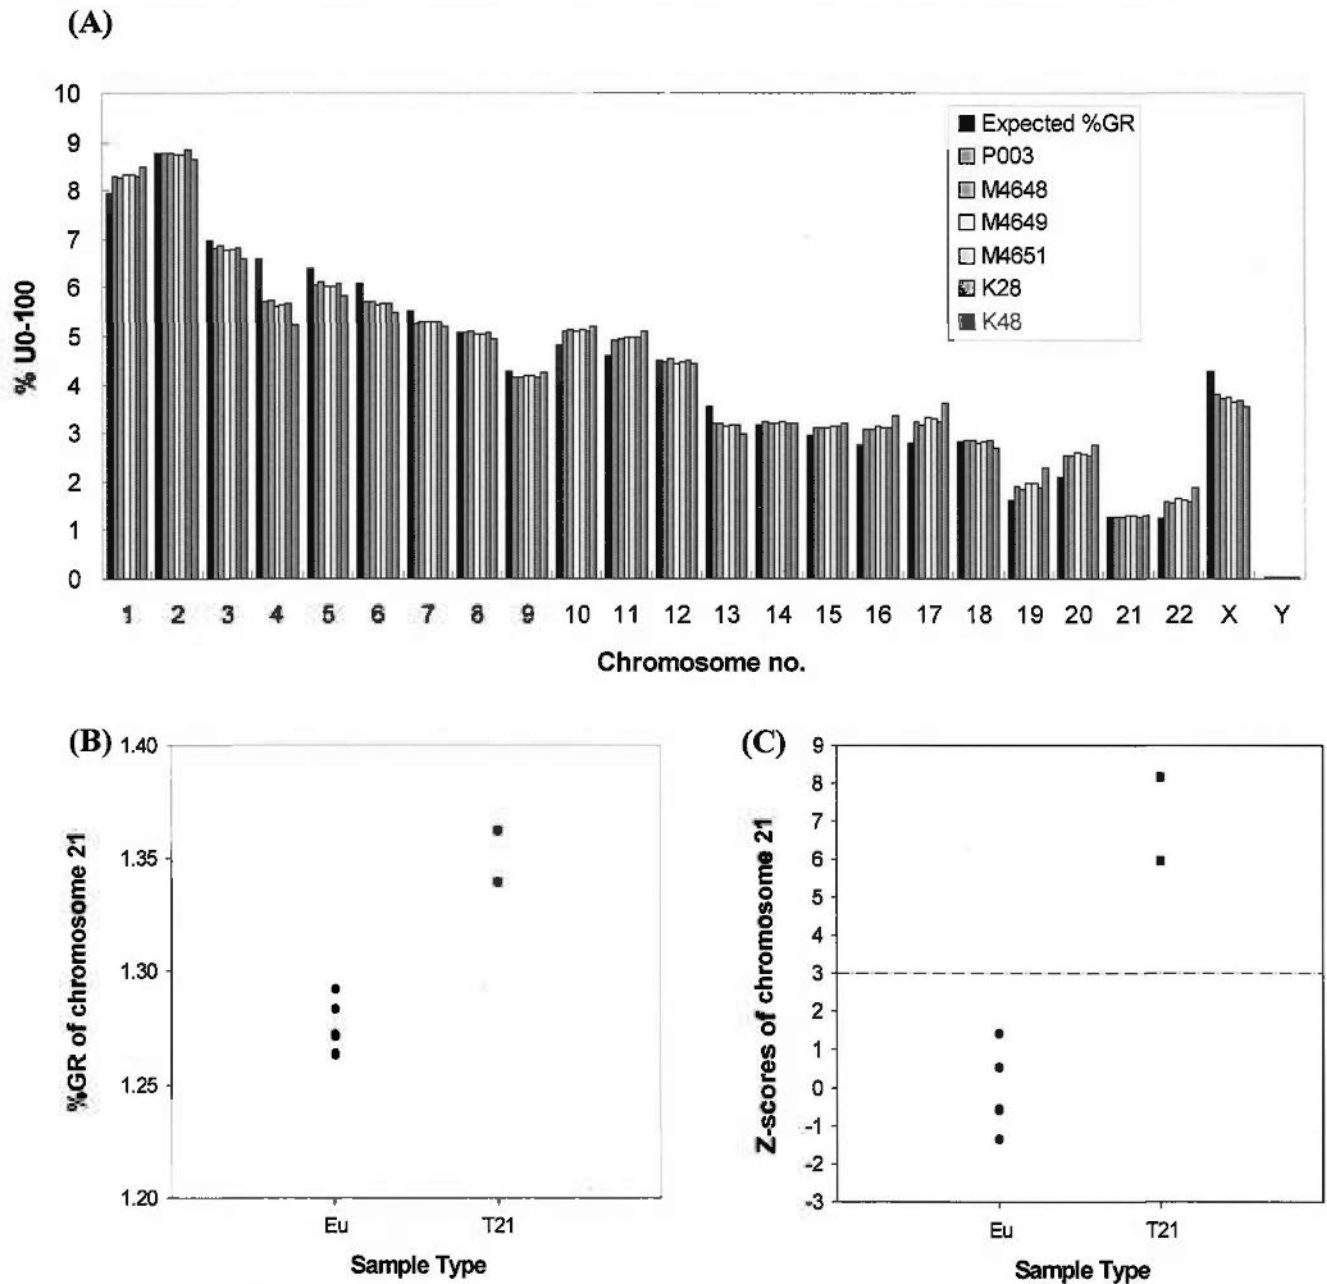 (A)
10
9
8
7
6
5
4
3
2
1
0
% U0-100
Expected %GR
P003
M4648
M4649
M4651
K28
K48
1 2 3 4 5 6 7 8 9 10 11 12 13 14 15 16 17 18 19 20 21 22 X Y
Chromosome no.
(B)
1.40
1.35
1.30
1.25
1.20
%GR of chromosome 21
Eu T21
Sample Type
(C)
9
8
7
6
5
4
3
2
1
0
-1
-2
-3
Z-scores of chromosome 21
Eu T21
Sample Type